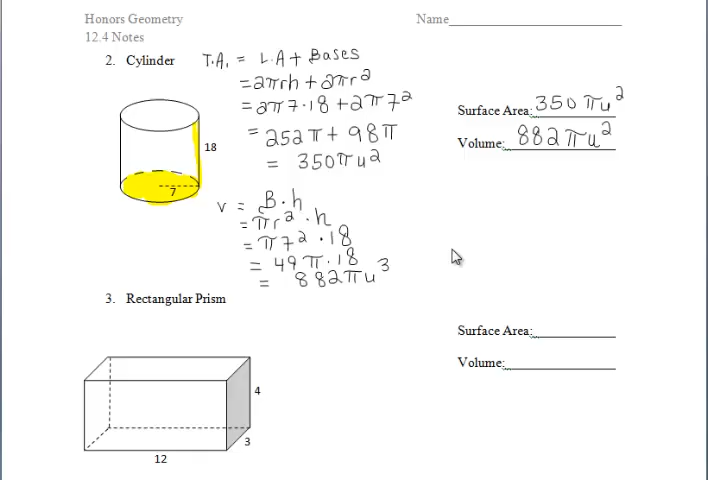 Honors Geometry Name
12.4 Notes
2. Cylinder
T.A. = L.A + Bases
= 2πrh + 2πr²
= 2π7·18 + 2π7²
= 252π + 98π
= 350πu²
Surface Area: 350πu²
Volume: 882πu²
18
7
V = B·h
= πr²·h
= π7²·18
= 49π·18
= 882πu³
3. Rectangular Prism
Surface Area:
Volume:
4
3
12